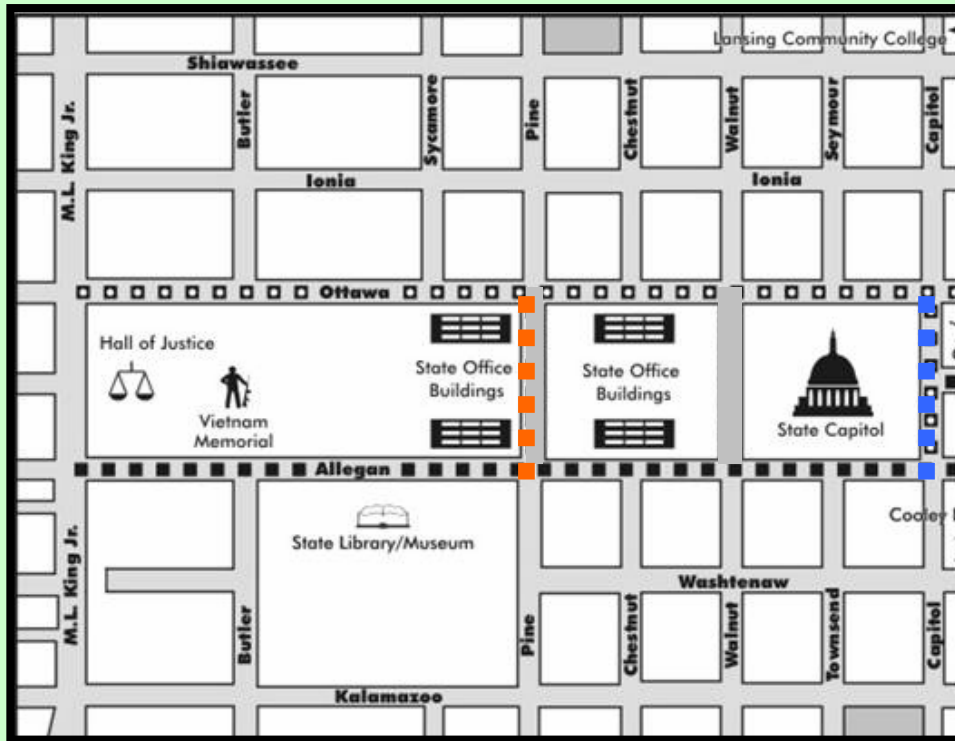 Lansing Community College
Shiawassee
M.L. King Jr.
Butler
Sycamore
Pine
Chestnut
Walnut
Seymour
Capitol
Ionia
Ionia
Ottawa
Hall of Justice
Vietnam
Memorial
State Office
Buildings
State Office
Buildings
State Capitol
Allegan
State Library/Museum
Cooley
Washtenaw
M.L. King Jr.
Butler
Pine
Chestnut
Walnut
Townsend
Capitol
Kalamazoo